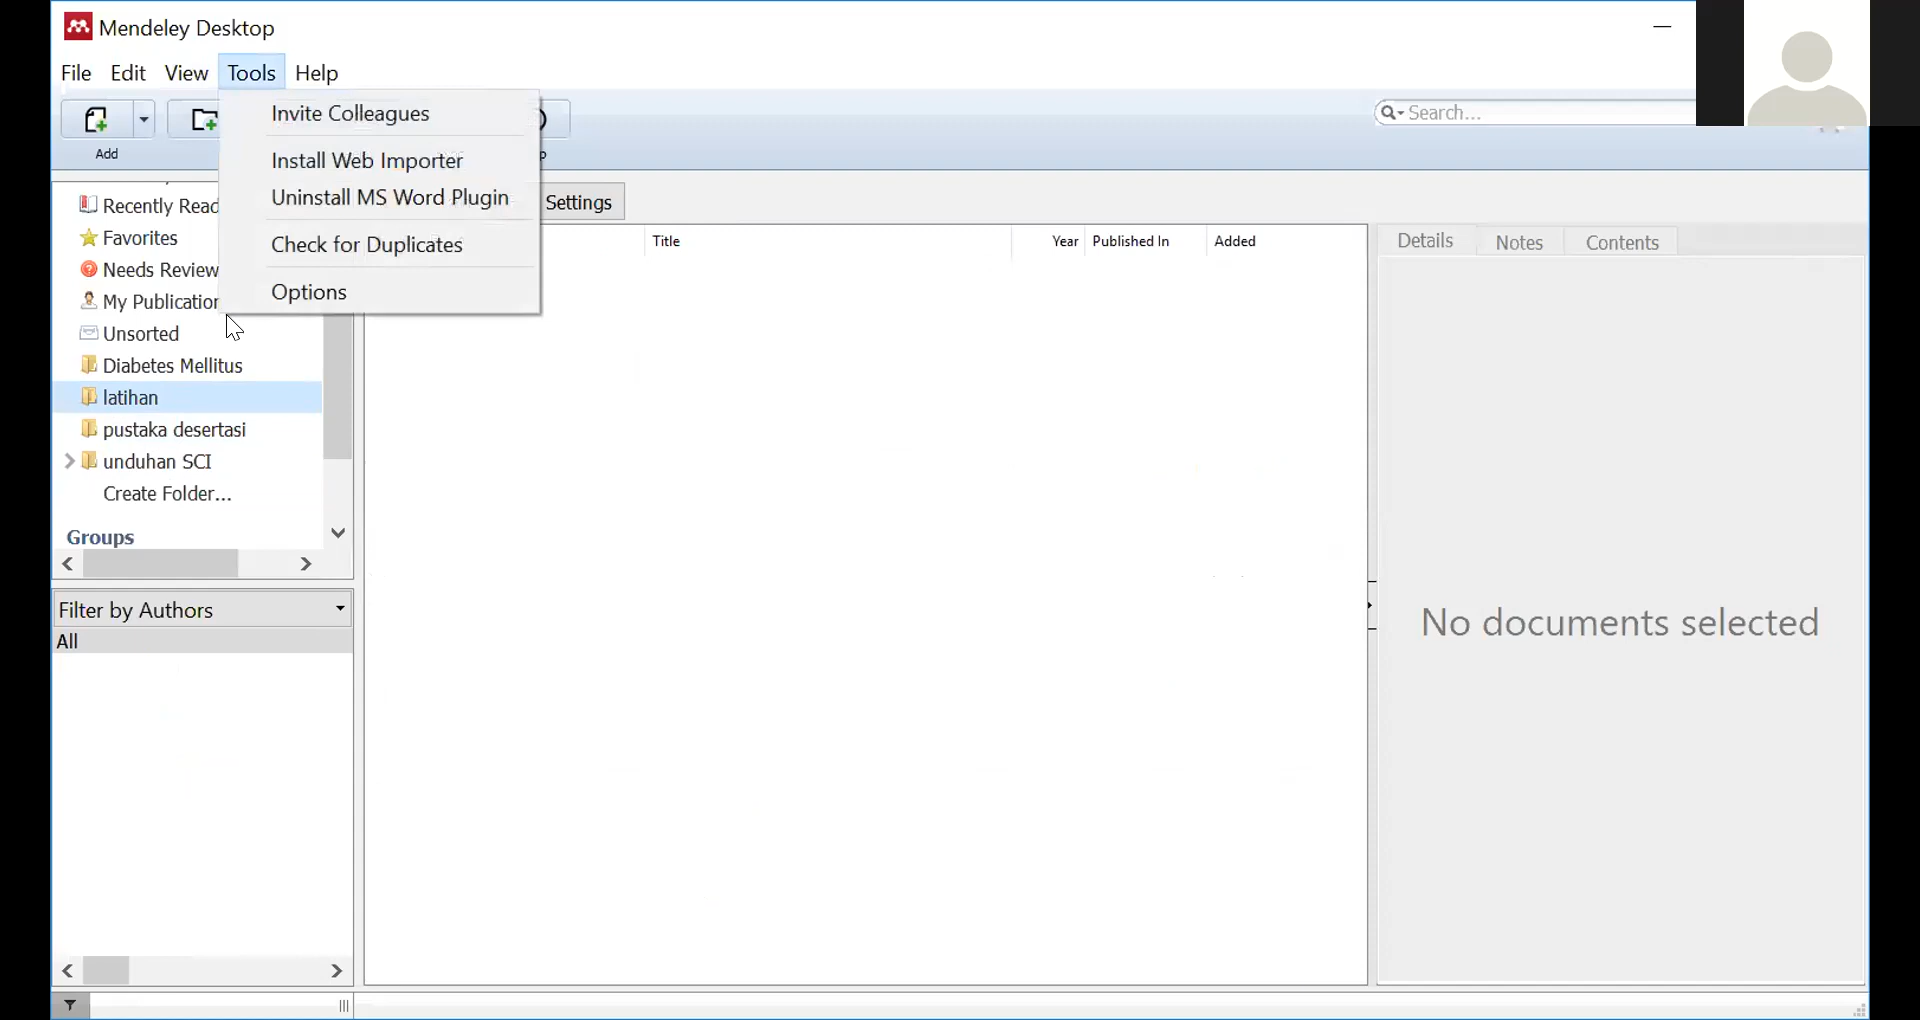 Mendeley Desktop
File Edit View Tools Help
Invite Colleagues
Install Web Importer
Uninstall MS Word Plugin
Check for Duplicates
Options
Search...
Add
Settings
Recently Read
Favorites
Needs Review
My Publication
Unsorted
Diabetes Mellitus
latihan
pustaka desertasi
unduhan SCI
Create Folder...
Groups
Title Year Published In Added
Details Notes Contents
No documents selected
Filter by Authors
All